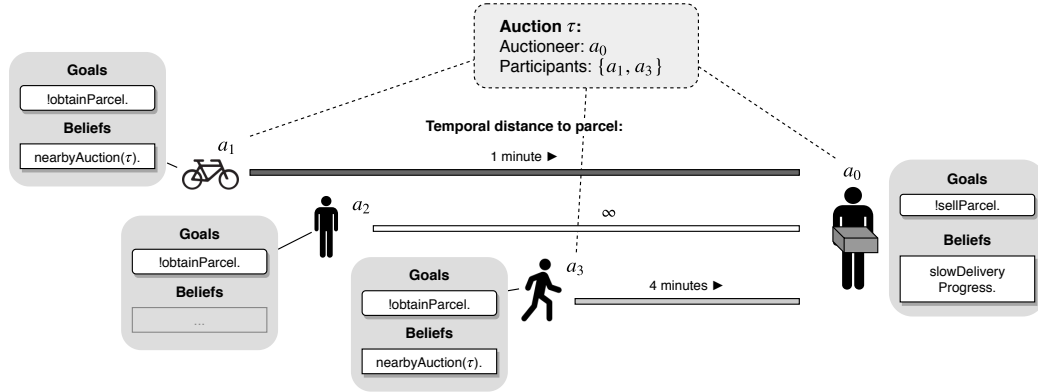 Auction τ:
Auctioneer: a₀
Participants: {a₁, a₃}
Goals
!obtainParcel.
Beliefs
nearbyAuction(τ).
a₁
Temporal distance to parcel:
1 minute ►
a₀
Goals
!sellParcel.
Beliefs
slowDelivery
Progress.
a₂
∞
Goals
!obtainParcel.
Beliefs
...
a₃
4 minutes ►
Goals
!obtainParcel.
Beliefs
nearbyAuction(τ).